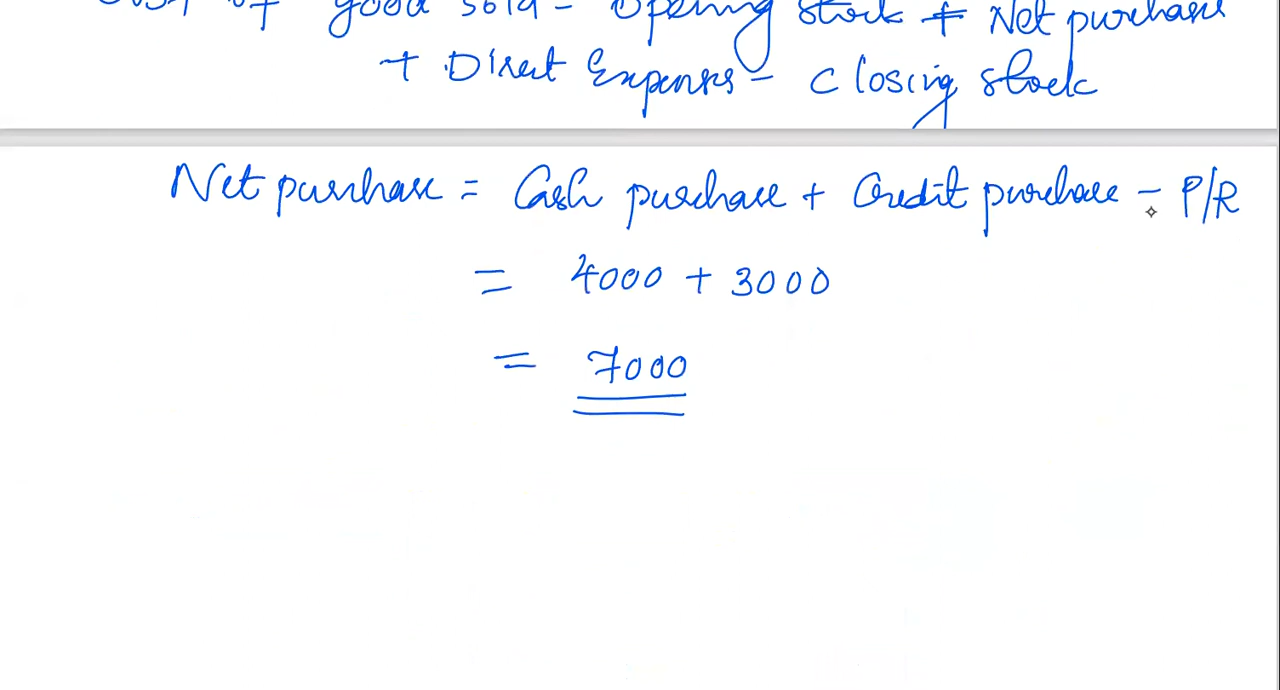 of good sold = Opening stock + Net purchase
+ Direct Expenses - Closing stock
Net purchase = Cash purchase + Credit purchase - P/R
= 4000 + 3000
= 7000